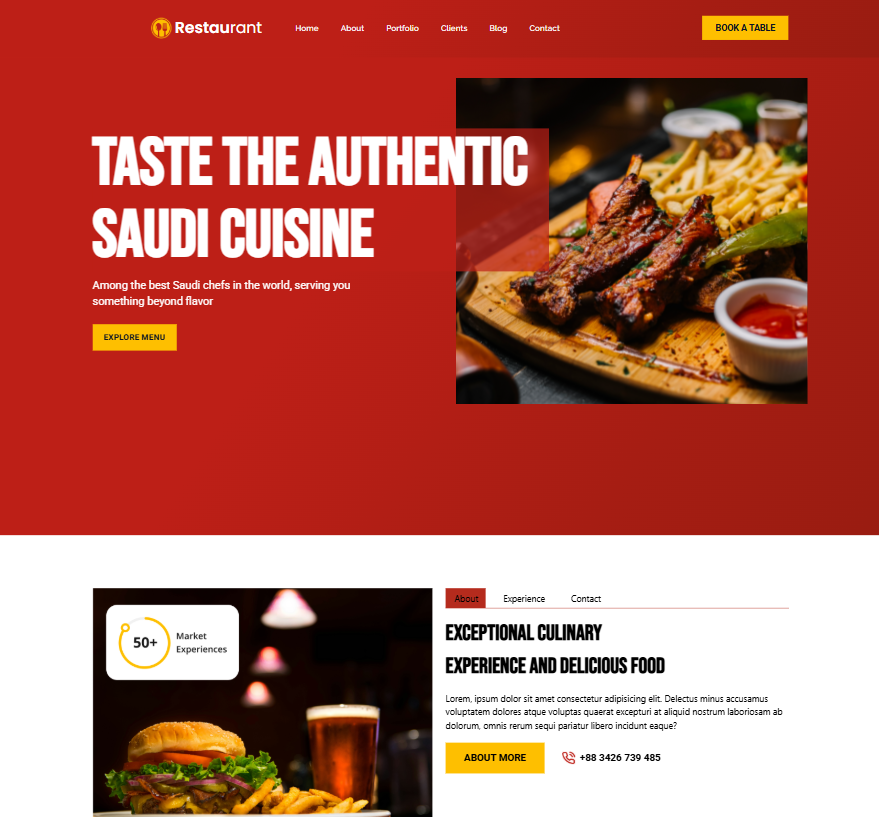 Restaurant
Home About Portfolio Clients Blog Contact
BOOK A TABLE
TASTE THE AUTHENTIC
SAUDI CUISINE
Among the best Saudi chefs in the world, serving you
something beyond flavor
EXPLORE MENU
50+
Market
Experiences
About Experience Contact
EXCEPTIONAL CULINARY
EXPERIENCE AND DELICIOUS FOOD
Lorem, ipsum dolor sit amet consectetur adipisicing elit. Delectus minus accusamus
voluptatem dolores atque voluptas quaerat excepturi at aliquid nostrum laboriosam ab
dolorum, omnis rerum sequi pariatur libero incidunt eaque?
ABOUT MORE
+88 3426 739 485